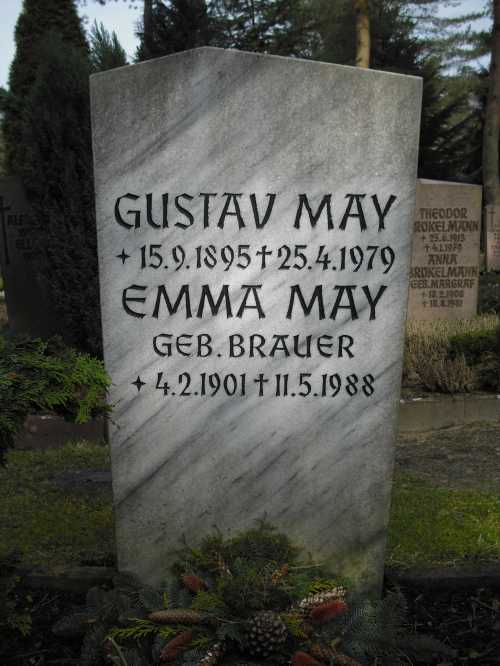 GUSTAV MAY
* 15.9.1895 † 25.4.1979
EMMA MAY
GEB. BRAUER
* 4.2.1901 † 11.5.1988
THEODOR
ANNA
BROKELMANN
GEB. MARGRAF